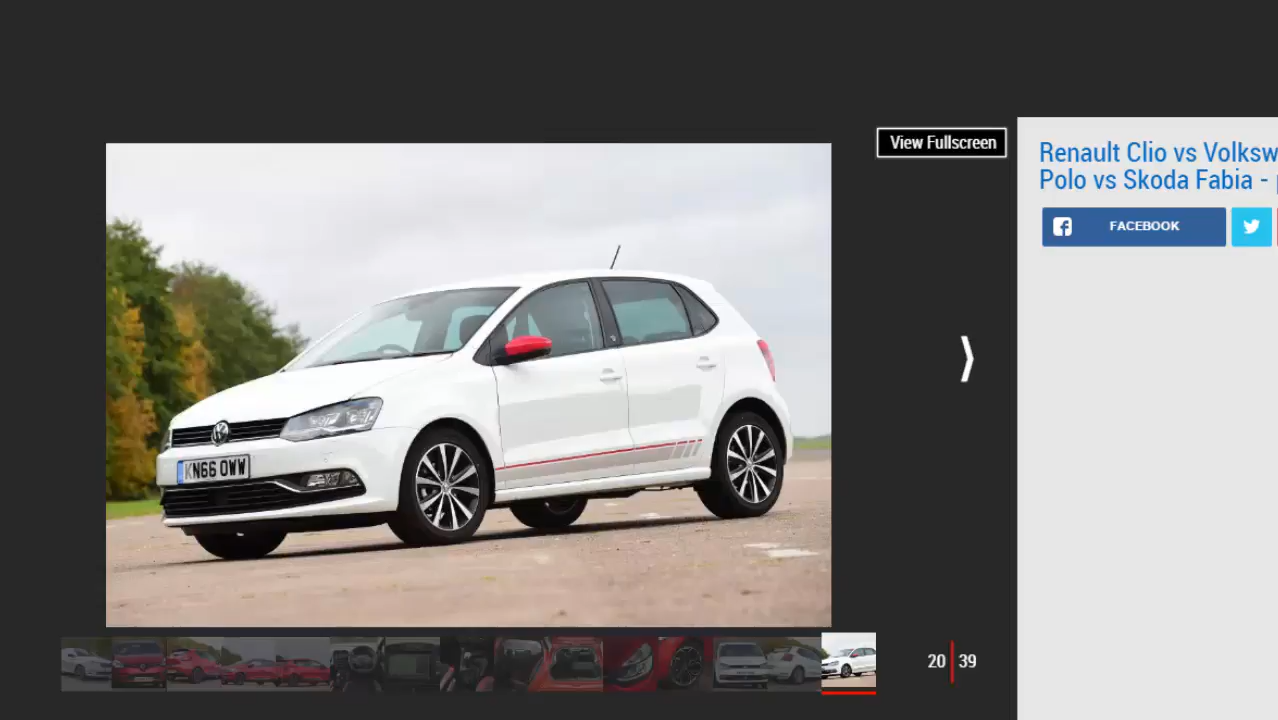 View Fullscreen
Renault Clio vs Volksw
Polo vs Skoda Fabia -
FACEBOOK
KN66 OWW
20 39